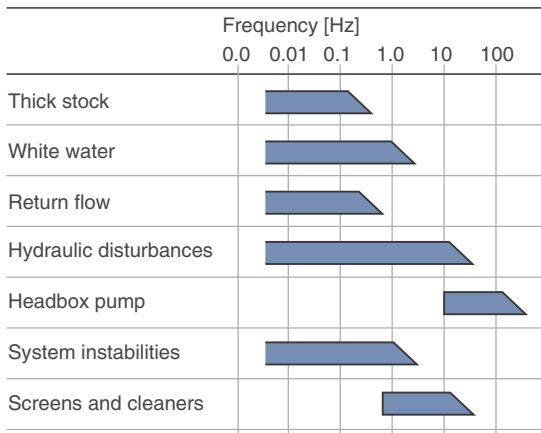 Frequency [Hz]
0.0 0.01 0.1 1.0 10 100
Thick stock
White water
Return flow
Hydraulic disturbances
Headbox pump
System instabilities
Screens and cleaners